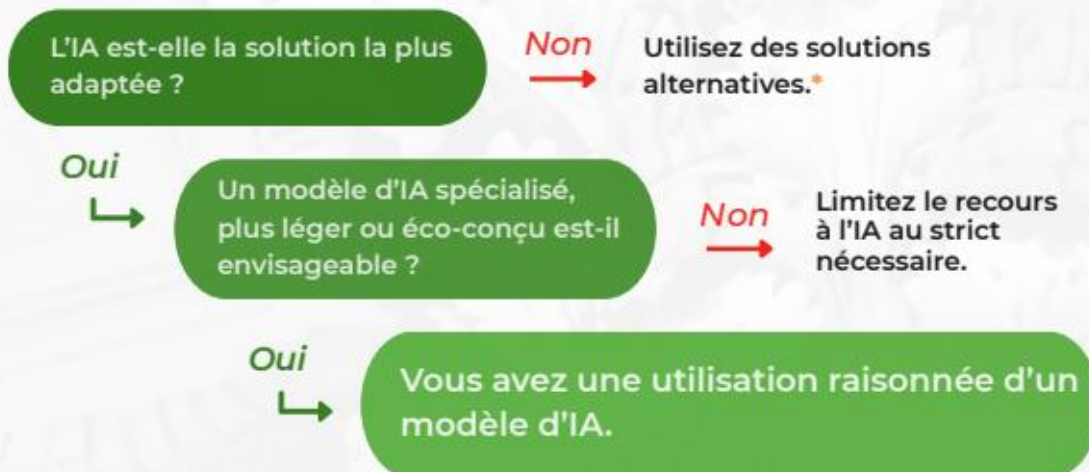 L'IA est-elle la solution la plus
adaptée ?
Non
Utilisez des solutions
alternatives.*
Oui
Un modèle d'IA spécialisé,
plus léger ou éco-conçu est-il
envisageable ?
Non
Limitez le recours
à l'IA au strict
nécessaire.
Oui
Vous avez une utilisation raisonnée d'un
modèle d'IA.